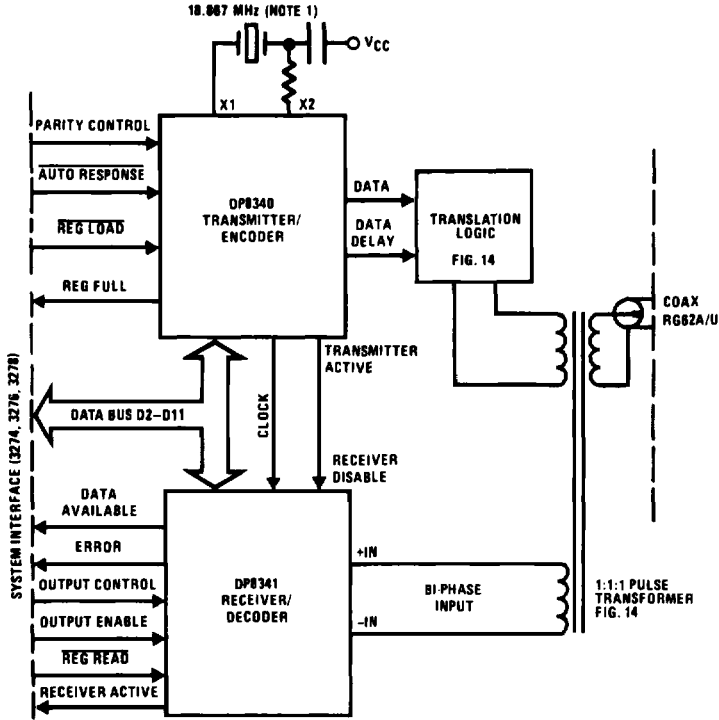 18.867 MHz (NOTE 1)
VCC
X1
X2
PARITY CONTROL
AUTO RESPONSE
REG LOAD
REG FULL
DP8340
TRANSMITTER/
ENCODER
DATA
DATA
DELAY
TRANSLATION
LOGIC
FIG. 14
COAX
RG62A/U
TRANSMITTER
ACTIVE
SYSTEM INTERFACE (3274, 3276, 3278)
DATA BUS D2–D11
CLOCK
RECEIVER
DISABLE
DATA
AVAILABLE
ERROR
OUTPUT CONTROL
OUTPUT ENABLE
REG READ
RECEIVER ACTIVE
DP8341
RECEIVER/
DECODER
+IN
BI-PHASE
INPUT
–IN
1:1:1 PULSE
TRANSFORMER
FIG. 14